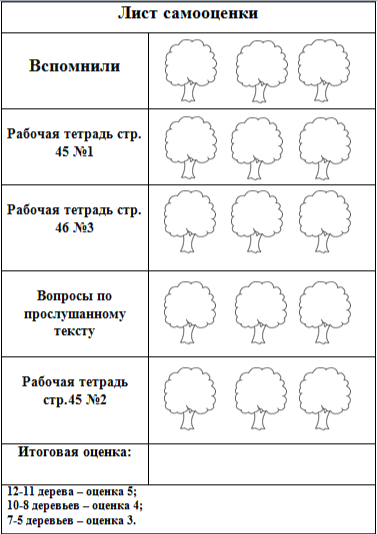 Лист самооценки
Вспомнили
Рабочая тетрадь стр.
45 №1
Рабочая тетрадь стр.
46 №3
Вопросы по
прослушанному
тексту
Рабочая тетрадь
стр.45 №2
Итоговая оценка:
12-11 дерева – оценка 5;
10-8 деревьев – оценка 4;
7-5 деревьев – оценка 3.